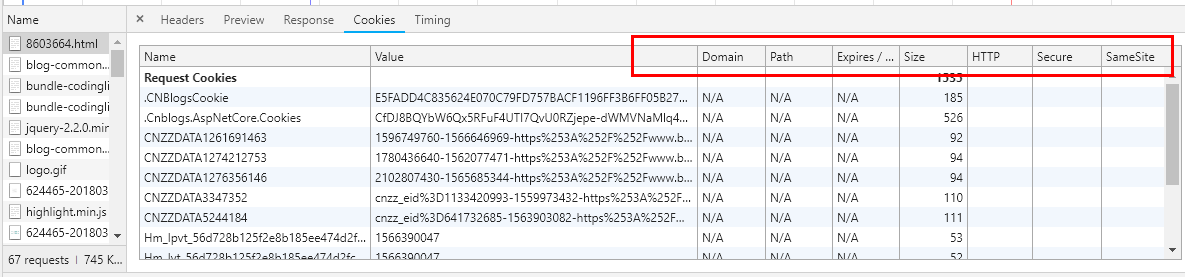 Name
8603664.html
blog-common...
bundle-codingli...
bundle-codingli...
jquery-2.2.0.min
blog-common...
logo.gif
624465-201803
highlight.min.js
624465-201803
67 requests | 745 K...
× Headers Preview Response Cookies Timing
Name Value Domain Path Expires / ... Size HTTP Secure SameSite
Request Cookies 1535
.CNBlogsCookie E5FADD4C835624E070C79FD757BACF1196FF3B6FF05B27... N/A N/A N/A 185
.Cnblogs.AspNetCore.Cookies CfDJ8BQYbW6Qx5RFuF4UTI7QvU0RZjepe-dWMVNaMlq4... N/A N/A N/A 526
CNZZDATA1261691463 1596749760-1566646969-https%253A%252F%252Fwww.b... N/A N/A N/A 92
CNZZDATA1274212753 1780436640-1562077471-https%253A%252F%252Fwww.b... N/A N/A N/A 94
CNZZDATA1276356146 2102807430-1565685344-https%253A%252F%252Fwww.b... N/A N/A N/A 94
CNZZDATA3347352 cnzz_eid%3D1133420993-1559973432-https%253A%252F... N/A N/A N/A 110
CNZZDATA5244184 cnzz_eid%3D641732685-1563903082-https%253A%252F... N/A N/A N/A 111
Hm_lpvt_56d728b125f2e8b185ee474d2f... 1566390047 N/A N/A N/A 53
Hm_lvt_56d728b125f2e8b185ee474d2fc... 1566390047 N/A N/A N/A 52